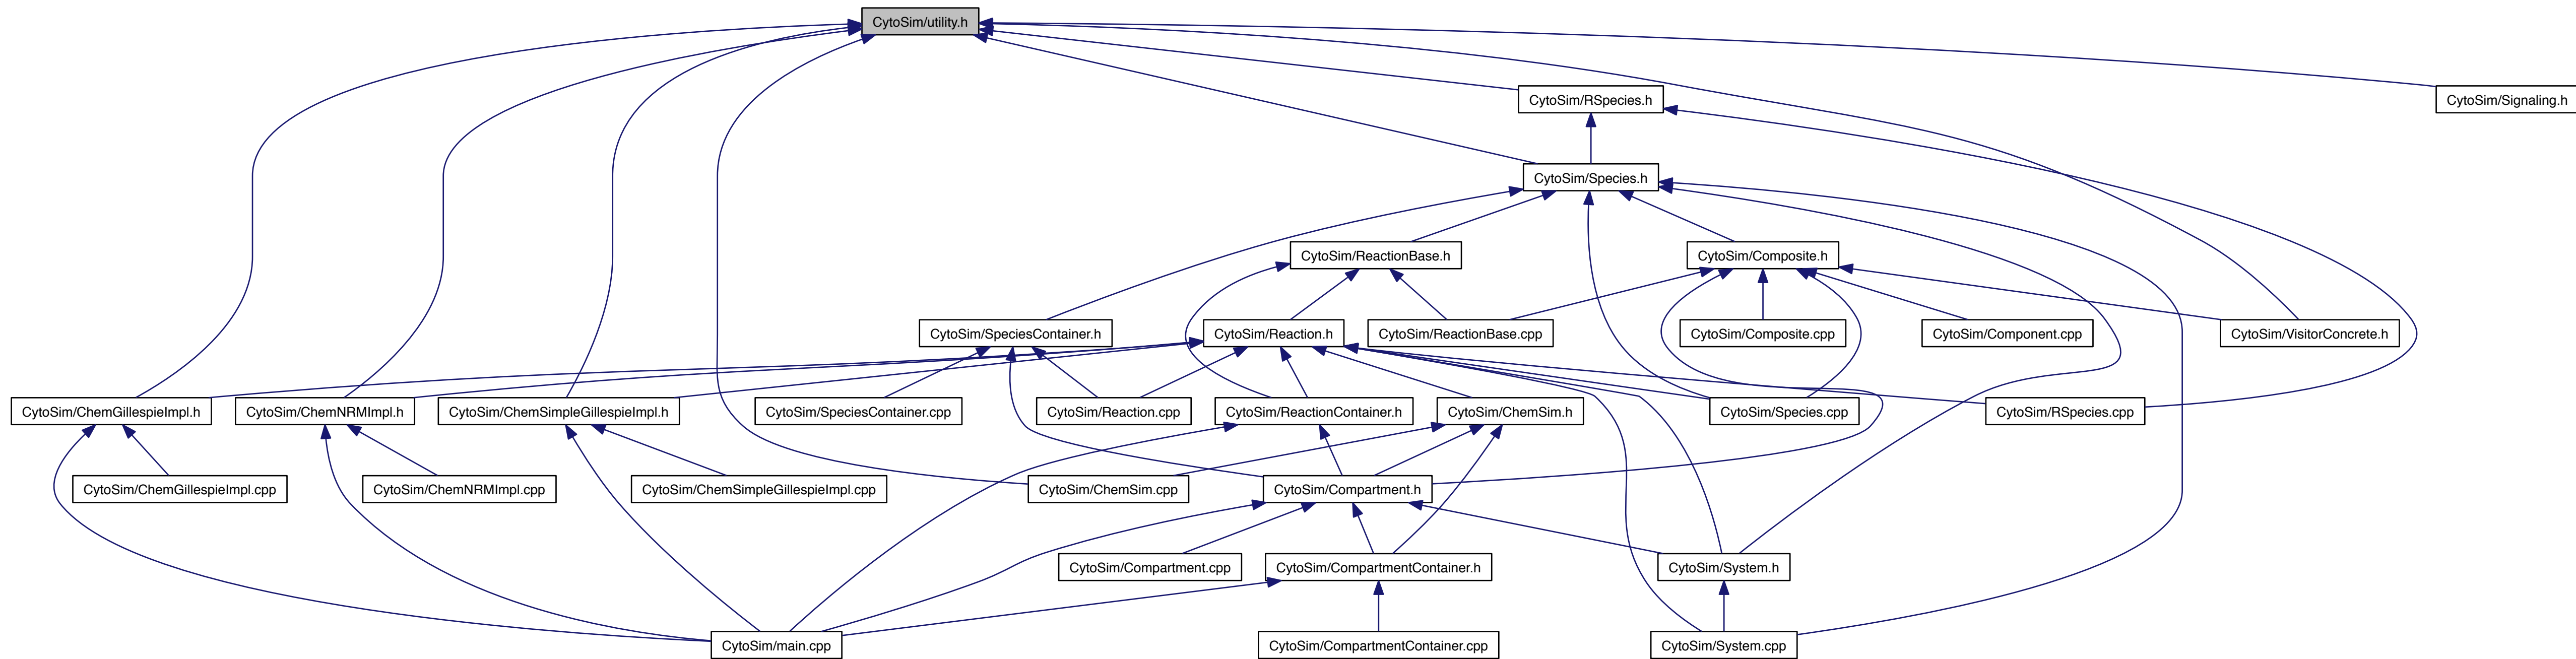 CytoSim/utility.h
CytoSim/RSpecies.h
CytoSim/Signaling.h
CytoSim/Species.h
CytoSim/ReactionBase.h
CytoSim/Composite.h
CytoSim/SpeciesContainer.h
CytoSim/Reaction.h
CytoSim/ReactionBase.cpp
CytoSim/Composite.cpp
CytoSim/Component.cpp
CytoSim/VisitorConcrete.h
CytoSim/ChemGillespieImpl.h
CytoSim/ChemNRMImpl.h
CytoSim/ChemSimpleGillespieImpl.h
CytoSim/SpeciesContainer.cpp
CytoSim/Reaction.cpp
CytoSim/ReactionContainer.h
CytoSim/ChemSim.h
CytoSim/Species.cpp
CytoSim/RSpecies.cpp
CytoSim/ChemGillespieImpl.cpp
CytoSim/ChemNRMImpl.cpp
CytoSim/ChemSimpleGillespieImpl.cpp
CytoSim/ChemSim.cpp
CytoSim/Compartment.h
CytoSim/Compartment.cpp
CytoSim/CompartmentContainer.h
CytoSim/System.h
CytoSim/main.cpp
CytoSim/CompartmentContainer.cpp
CytoSim/System.cpp